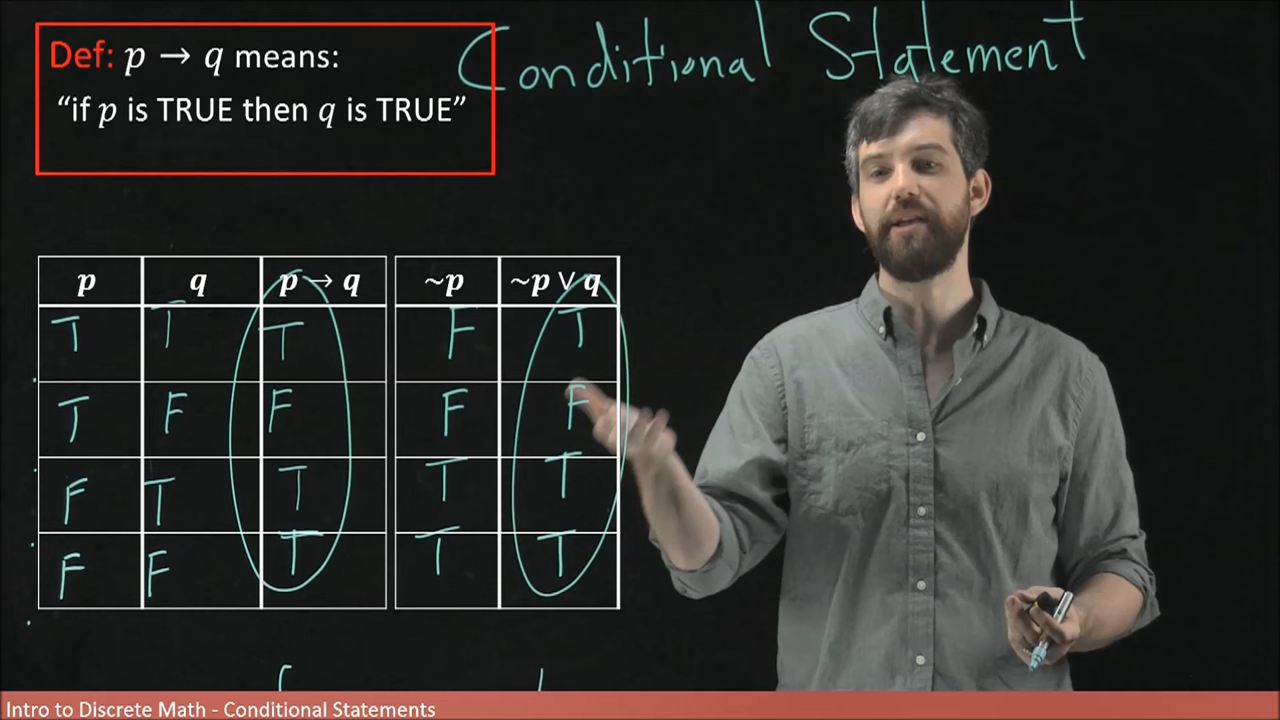 Conditional Statement
Def: p → q means:
“if p is TRUE then q is TRUE”
p q p → q ~p ~p ∨ q
T T T F T
T F F F F
F T T T T
F F T T T
Intro to Discrete Math - Conditional Statements